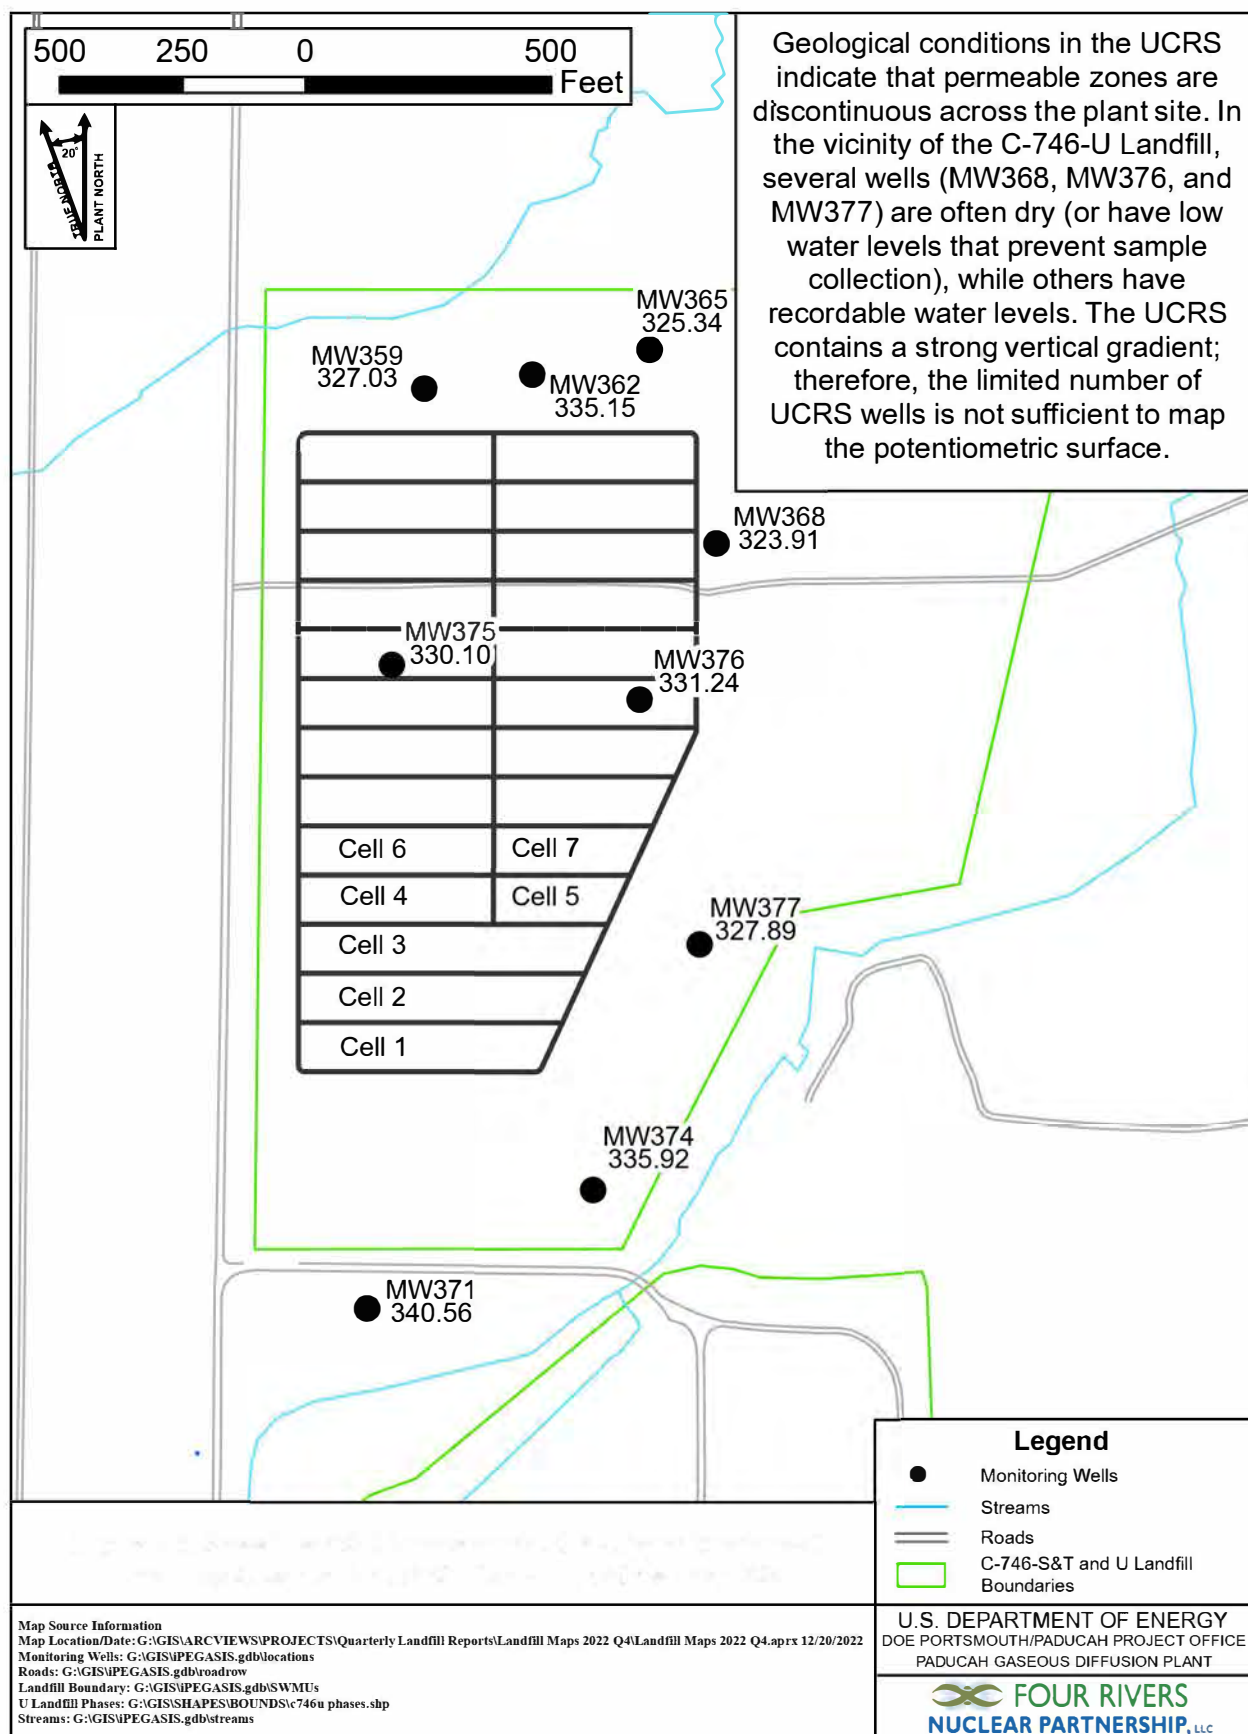 500 250 0 500
Feet
20°
TRUE NORTH
PLANT NORTH
Geological conditions in the UCRS
indicate that permeable zones are
discontinuous across the plant site. In
the vicinity of the C-746-U Landfill,
several wells (MW368, MW376, and
MW377) are often dry (or have low
water levels that prevent sample
collection), while others have
recordable water levels. The UCRS
contains a strong vertical gradient;
therefore, the limited number of
UCRS wells is not sufficient to map
the potentiometric surface.
MW365
325.34
MW359
327.03
MW362
335.15
MW368
323.91
MW375
330.10
MW376
331.24
Cell 6
Cell 7
Cell 4
Cell 5
Cell 3
Cell 2
Cell 1
MW377
327.89
MW374
335.92
MW371
340.56
Legend
Monitoring Wells
Streams
Roads
C-746-S&T and U Landfill
Boundaries
Map Source Information
Map Location/Date: G:\GIS\ARCVIEWS\PROJECTS\Quarterly Landfill Reports\Landfill Maps 2022 Q4\Landfill Maps 2022 Q4.aprx 12/20/2022
Monitoring Wells: G:\GIS\iPEGASIS.gdb\locations
Roads: G:\GIS\iPEGASIS.gdb\roadrow
Landfill Boundary: G:\GIS\iPEGASIS.gdb\SWMUs
U Landfill Phases: G:\GIS\SHAPES\BOUNDS\c746u phases.shp
Streams: G:\GIS\iPEGASIS.gdb\streams
U.S. DEPARTMENT OF ENERGY
DOE PORTSMOUTH/PADUCAH PROJECT OFFICE
PADUCAH GASEOUS DIFFUSION PLANT
FOUR RIVERS
NUCLEAR PARTNERSHIP, LLC